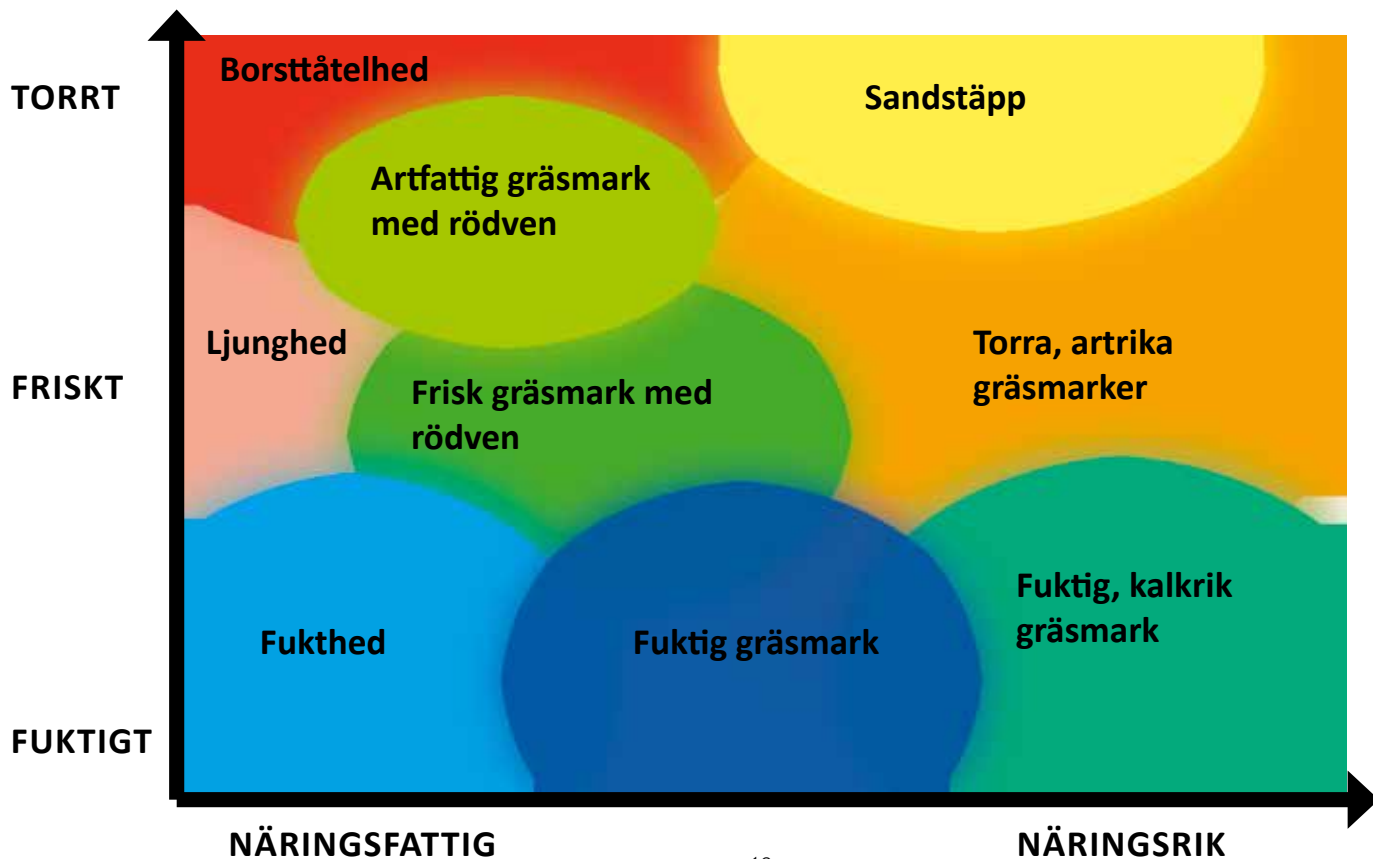 Borsttåtelhed
TORRT
Sandstäpp
Artfattig gräsmark
med rödven
Ljunghed
Torra, artrika
gräsmarker
FRISKT
Frisk gräsmark med
rödven
Fuktig, kalkrik
gräsmark
Fukthed
Fuktig gräsmark
FUKTIGT
NÄRINGSFATTIG
NÄRINGSRIK